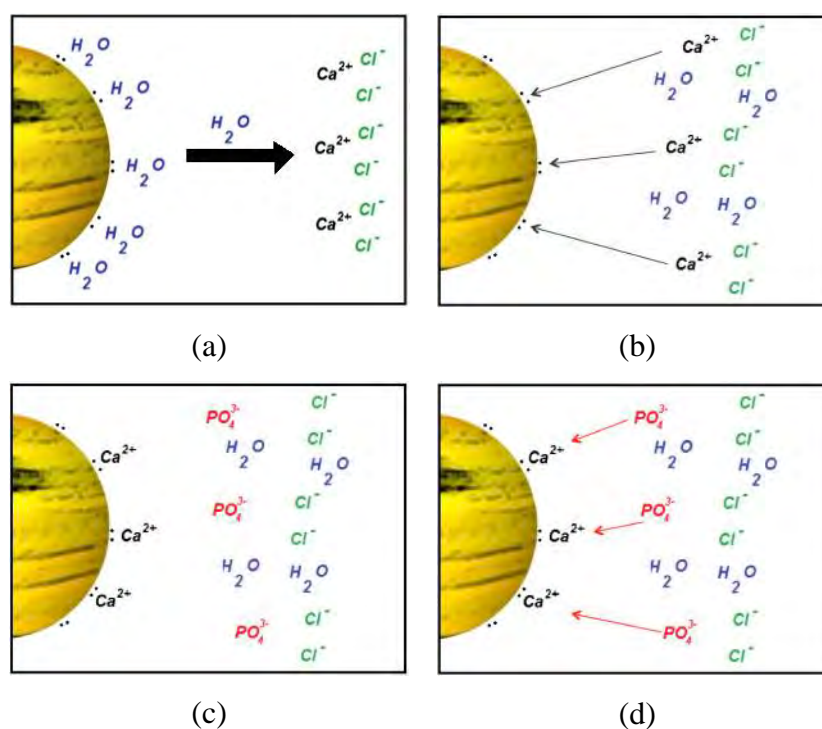 H₂O
H₂O
H₂O
H₂O
H₂O
H₂O
Ca²⁺ Cl⁻
Cl⁻
Ca²⁺ Cl⁻
Cl⁻
Ca²⁺ Cl⁻
Cl⁻
(a)
Ca²⁺ Cl⁻
Cl⁻
H₂O H₂O
Cl⁻
Ca²⁺
Cl⁻
H₂O H₂O
Cl⁻
Ca²⁺
Cl⁻
(b)
Cl⁻
PO₄³⁻
Cl⁻
H₂O
Ca²⁺ H₂O
Cl⁻
PO₄³⁻
Ca²⁺ Cl⁻
H₂O H₂O
Ca²⁺
Cl⁻
PO₄³⁻
Cl⁻
(c)
Cl⁻
PO₄³⁻
Cl⁻
H₂O
Ca²⁺ H₂O
Cl⁻
PO₄³⁻
Ca²⁺ Cl⁻
H₂O H₂O
Ca²⁺
Cl⁻
PO₄³⁻
Cl⁻
(d)